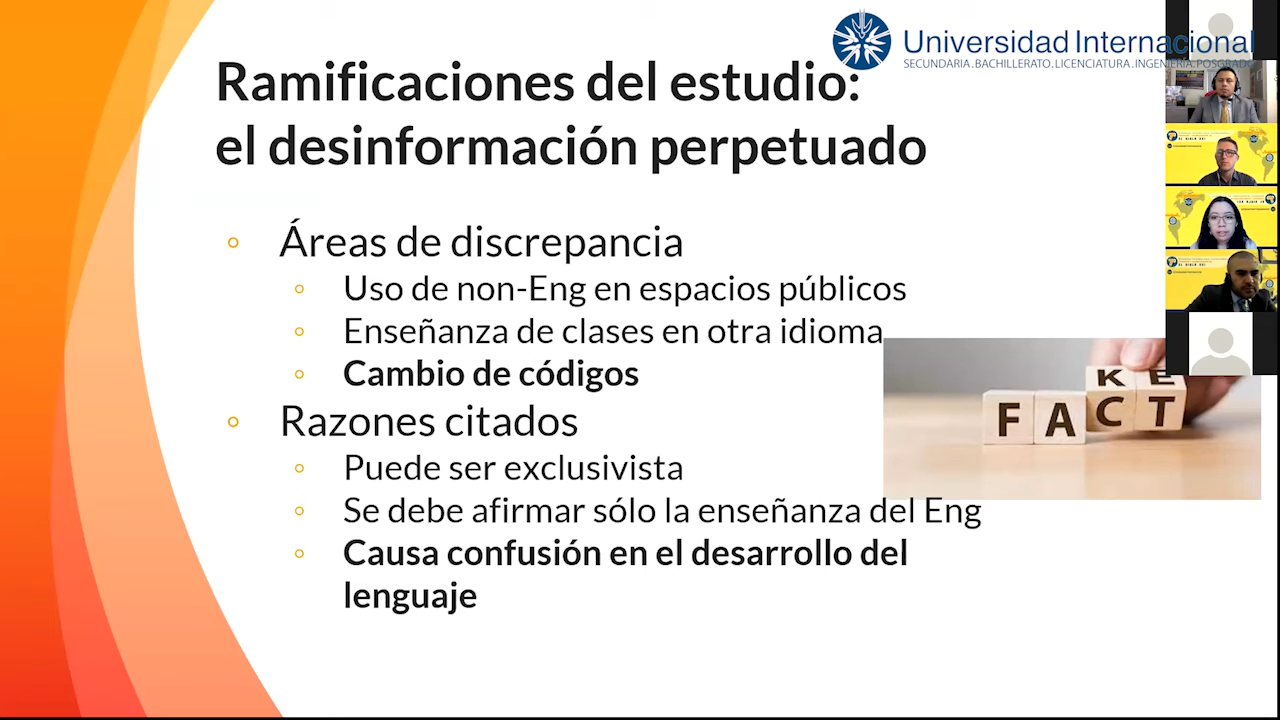 Universidad Internacional
SECUNDARIA.BACHILLERATO.LICENCIATURA.INGENIERÍA.POSGRADO
Ramificaciones del estudio:
el desinformación perpetuado
Áreas de discrepancia
Uso de non-Eng en espacios públicos
Enseñanza de clases en otra idioma
Cambio de códigos
Razones citados
Puede ser exclusivista
Se debe afirmar sólo la enseñanza del Eng
Causa confusión en el desarrollo del
lenguaje
KE
FACT